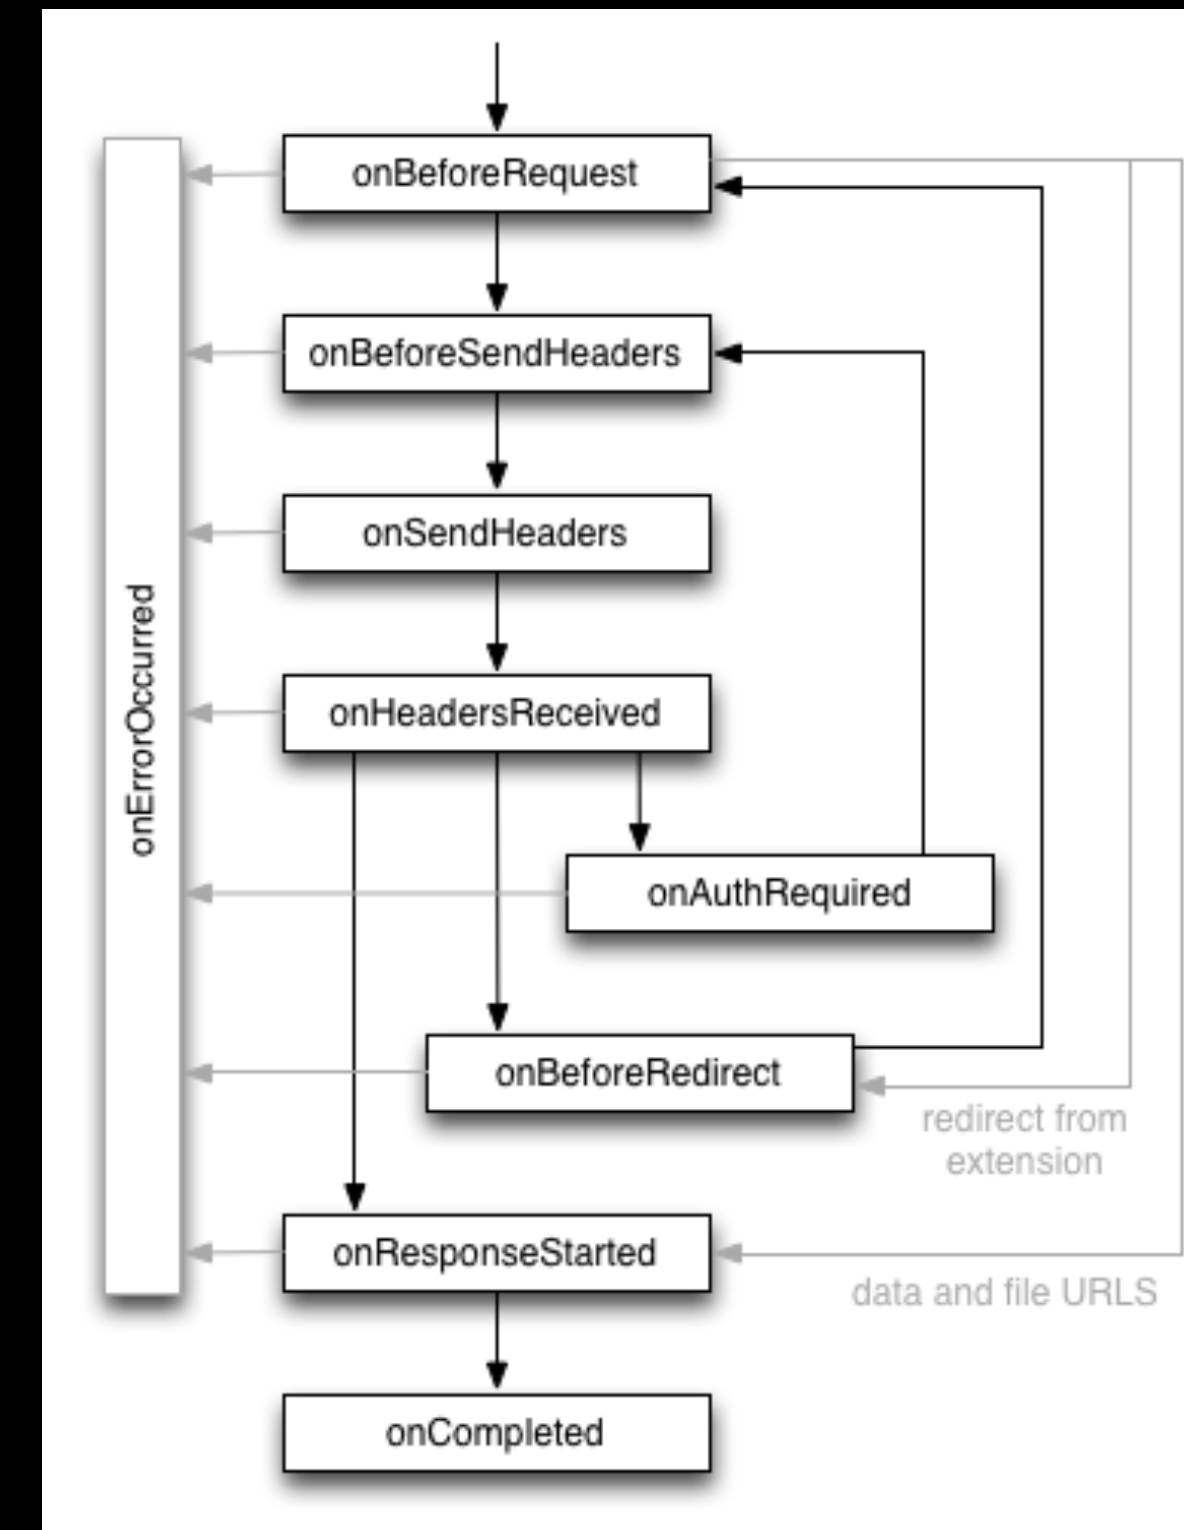 onBeforeRequest
onBeforeSendHeaders
onSendHeaders
onErrorOccurred
onHeadersReceived
onAuthRequired
onBeforeRedirect
redirect from
extension
onResponseStarted
data and file URLS
onCompleted